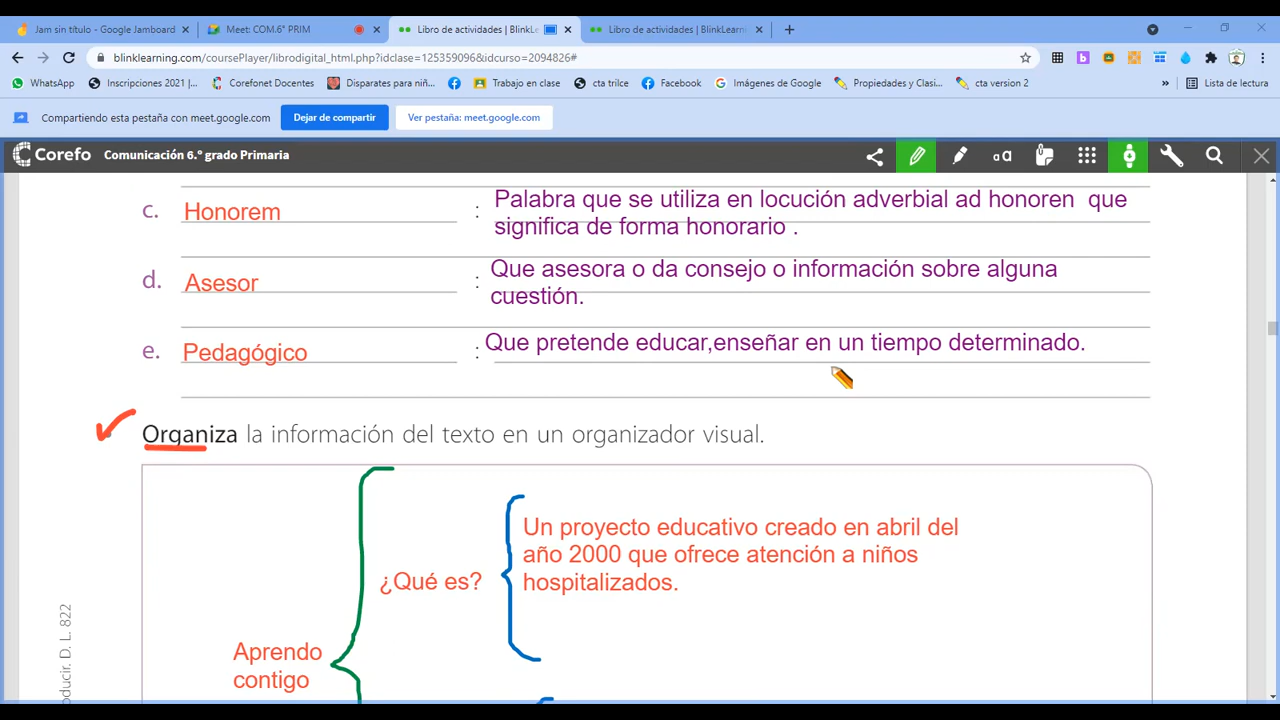 Jam sin título - Google Jamboard
Meet: COM.6° PRIM
Libro de actividades | BlinkLe
Libro de actividades | BlinkLearni
blinklearning.com/coursePlayer/librodigital_html.php?idclase=125359096&idcurso=2094826#
WhatsApp
Inscripciones 2021 |...
Corefonet Docentes
Disparates para niñ...
Trabajo en clase
cta trilce
Facebook
Imágenes de Google
Propiedades y Clasi...
cta version 2
»
Lista de lectura
Compartiendo esta pestaña con meet.google.com
Dejar de compartir
Ver pestaña: meet.google.com
Corefo
Comunicación 6.º grado Primaria
aA
c. Honorem : Palabra que se utiliza en locución adverbial ad honoren que
significa de forma honorario .
d. Asesor : Que asesora o da consejo o información sobre alguna
cuestión.
e. Pedagógico : Que pretende educar,enseñar en un tiempo determinado.
Organiza la información del texto en un organizador visual.
Un proyecto educativo creado en abril del
año 2000 que ofrece atención a niños
hospitalizados.
¿Qué es?
Aprendo
contigo
oducir. D. L. 822